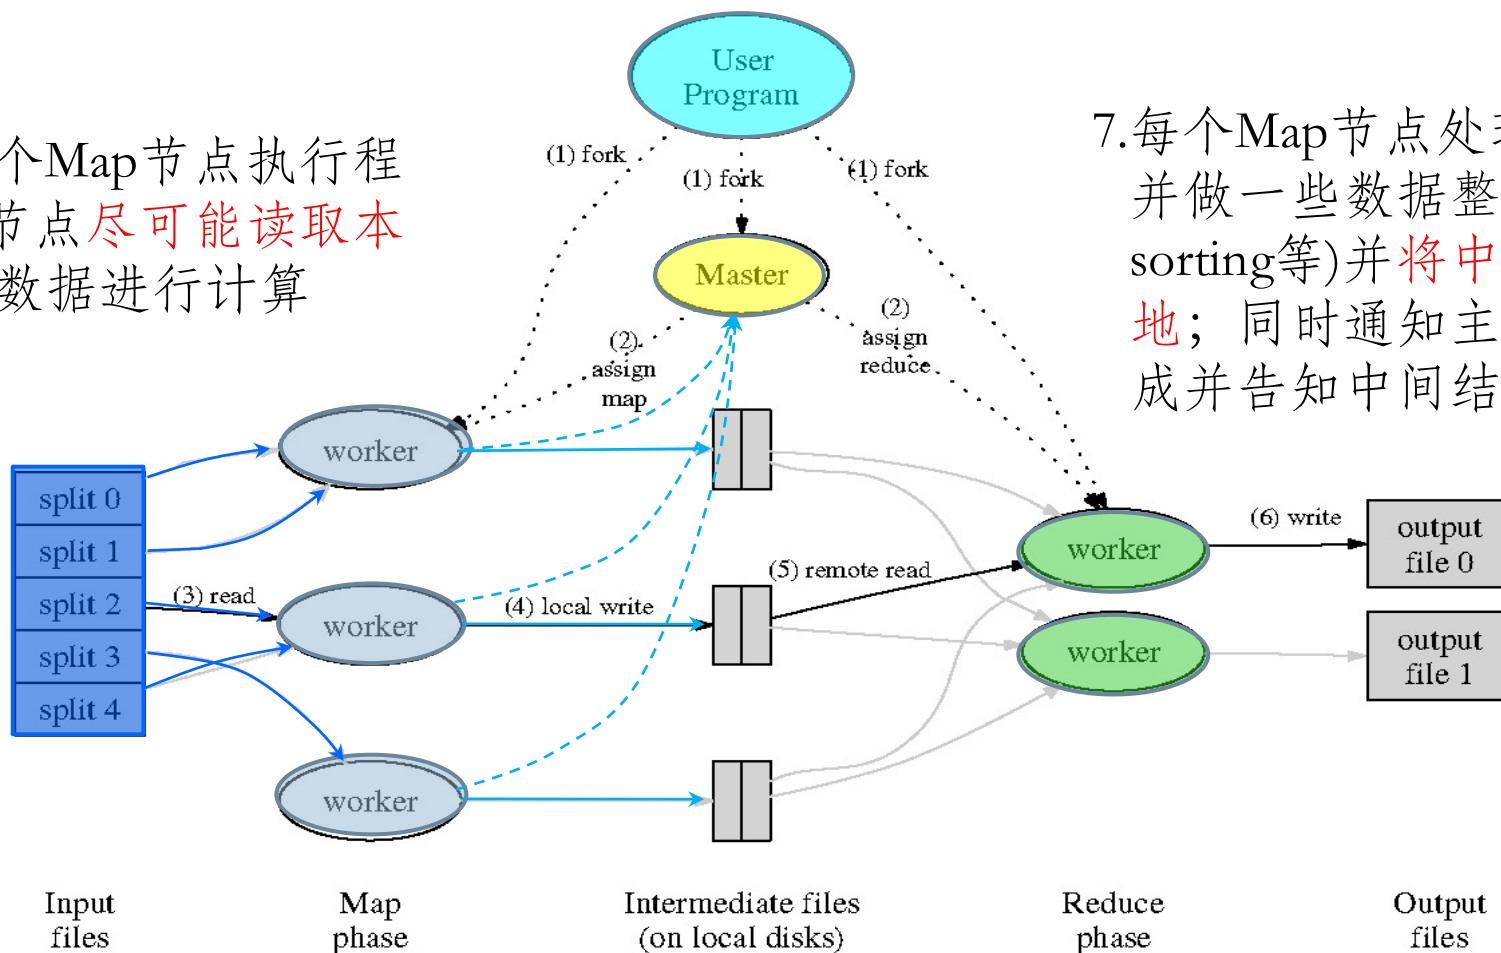 User
Program
个Map节点执行程
节点尽可能读取本
数据进行计算
7.每个Map节点处
并做一些数据整
sorting等)并将中
地；同时通知主
成并告知中间结
(1) fork
(1) fork
(1) fork
Master
(2)
assign
map
(2)
assign
reduce
worker
split 0
split 1
split 2
split 3
split 4
(3) read
worker
(4) local write
worker
(5) remote read
worker
worker
(6) write
output
file 0
output
file 1
Input
files
Map
phase
Intermediate files
(on local disks)
Reduce
phase
Output
files